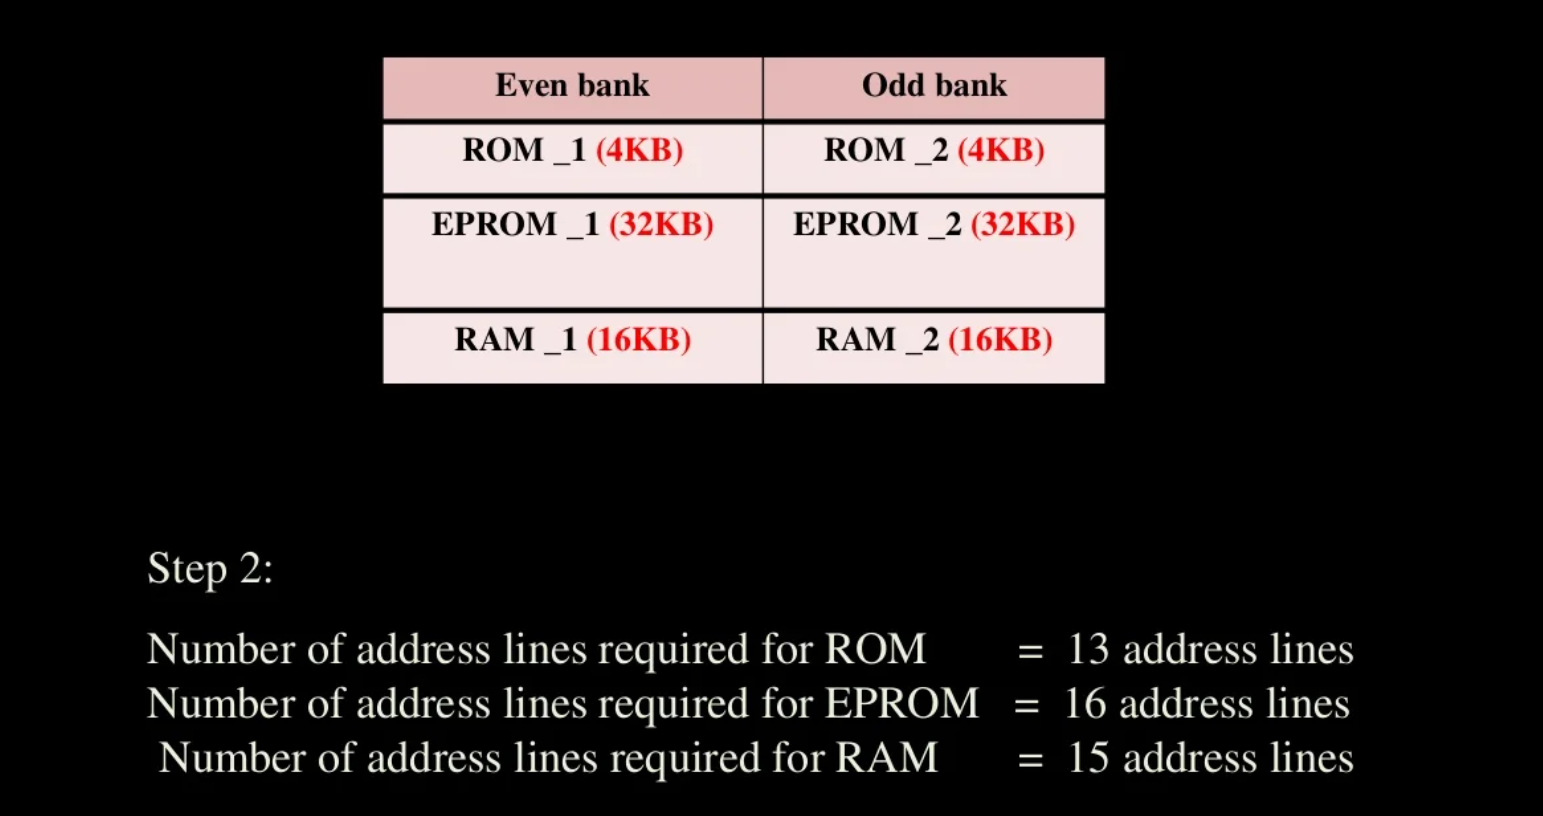 Even bank Odd bank
ROM _1 (4KB) ROM _2 (4KB)
EPROM _1 (32KB) EPROM _2 (32KB)
RAM _1 (16KB) RAM _2 (16KB)
Step 2:
Number of address lines required for ROM = 13 address lines
Number of address lines required for EPROM = 16 address lines
Number of address lines required for RAM = 15 address lines